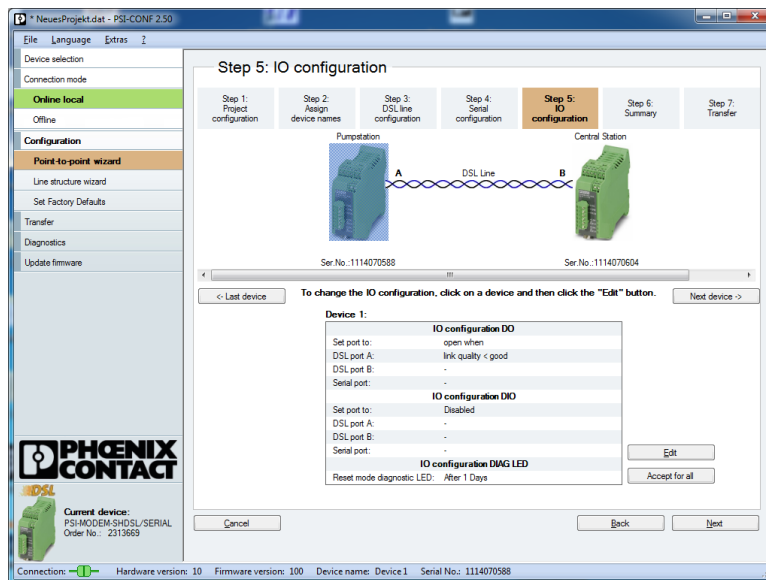 * NeuesProjekt.dat - PSI-CONF 2.50
File Language Extras ?
Device selection
Connection mode
Online local
Offline
Configuration
Point-to-point wizard
Line structure wizard
Set Factory Defaults
Transfer
Diagnostics
Update firmware
PHŒNIX
CONTACT
DSL
Current device:
PSI-MODEM-SHDSL/SERIAL
Order No.: 2313669
Step 5: IO configuration
Step 1:
Project
configuration
Step 2:
Assign
device names
Step 3:
DSL line
configuration
Step 4:
Serial
configuration
Step 5:
IO
configuration
Step 6:
Summary
Step 7:
Transfer
Pumpstation
Central Station
A DSL Line B
Ser.No.:1114070588
Ser.No.:1114070604
<- Last device
To change the IO configuration, click on a device and then click the "Edit" button.
Next device ->
Device 1:
IO configuration DO
Set port to: open when
DSL port A: link quality < good
DSL port B: -
Serial port: -
IO configuration DIO
Set port to: Disabled
DSL port A: -
DSL port B: -
Serial port: -
IO configuration DIAG LED
Reset mode diagnostic LED: After 1 Days
Edit
Accept for all
Cancel
Back
Next
Connection: Hardware version: 10 Firmware version: 100 Device name: Device 1 Serial No.: 1114070588